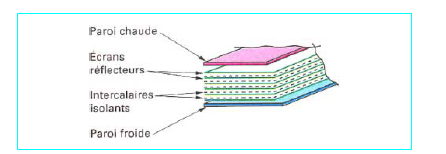 Paroi chaude
Écrans
réflecteurs
Intercalaires
isolants
Paroi froide